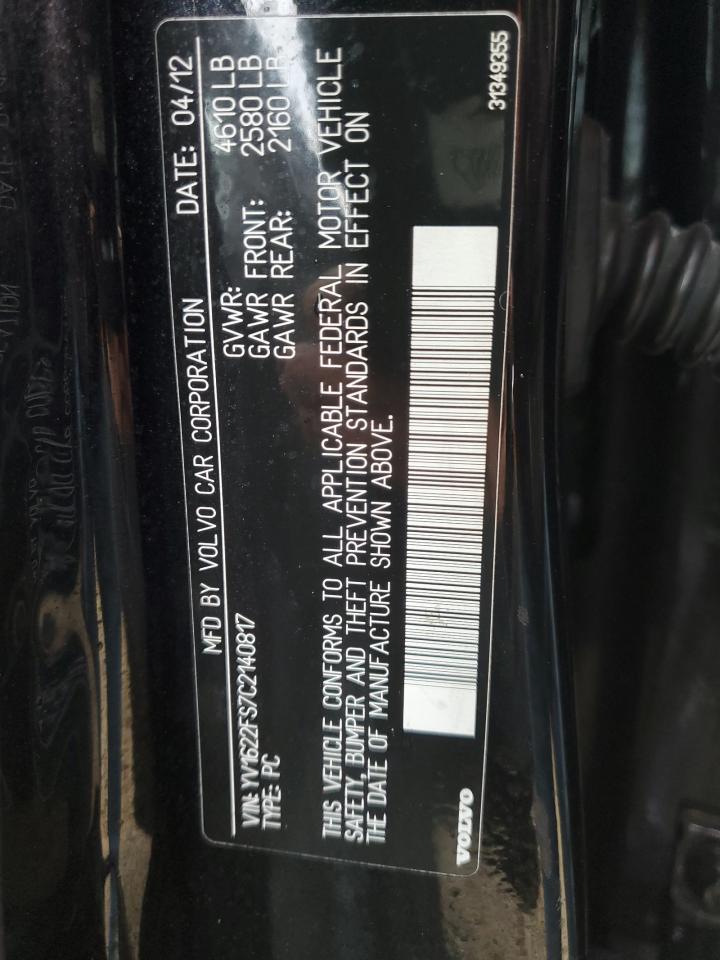 MFD BY VOLVO CAR CORPORATION DATE: 04/12
GVWR: 4610 LB
GAWR FRONT: 2580 LB
GAWR REAR: 2160 LB
VIN: YV1622FS7C2140817
TYPE: PC
THIS VEHICLE CONFORMS TO ALL APPLICABLE FEDERAL MOTOR VEHICLE
SAFETY, BUMPER AND THEFT PREVENTION STANDARDS IN EFFECT ON
THE DATE OF MANUFACTURE SHOWN ABOVE.
VOLVO 31349355